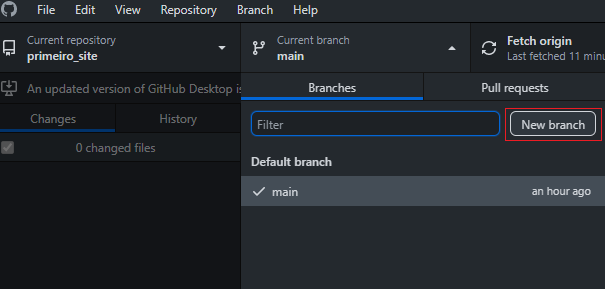 File Edit View Repository Branch Help
Current repository
primeiro_site
Current branch
main
Fetch origin
Last fetched 11 minu
An updated version of GitHub Desktop is
Branches Pull requests
Changes History
Filter
New branch
0 changed files
Default branch
main an hour ago